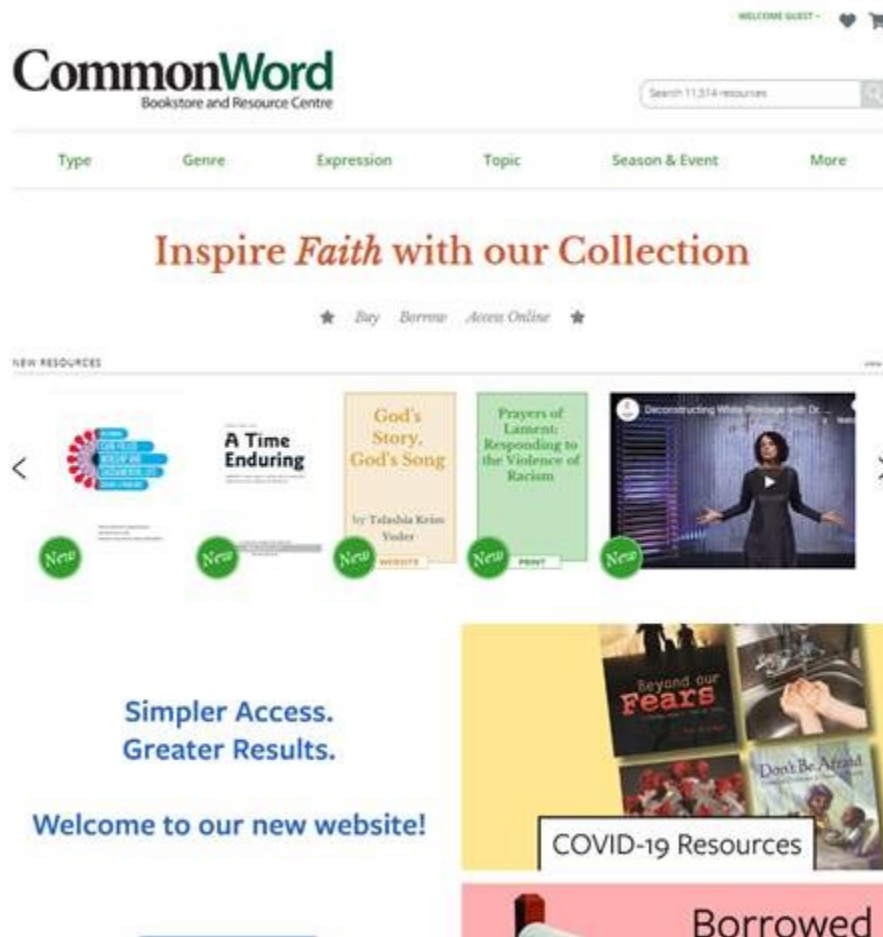 WELCOME GUEST
CommonWord
Bookstore and Resource Centre
Search 11,514 resources
Type Genre Expression Topic Season & Event More
Inspire Faith with our Collection
Buy Borrow Access Online
NEW RESOURCES
A Time
Enduring
God's
Story,
God's Song
by Talashia Keim
Yoder
WEBSITE
Prayers of
Lament:
Responding to
the Violence of
Racism
PRINT
Deconstructing White Privilege with Dr. ...
New New New New New
Simpler Access.
Greater Results.
Welcome to our new website!
Beyond our
Fears
Don't Be Afraid
COVID-19 Resources
Borrowed